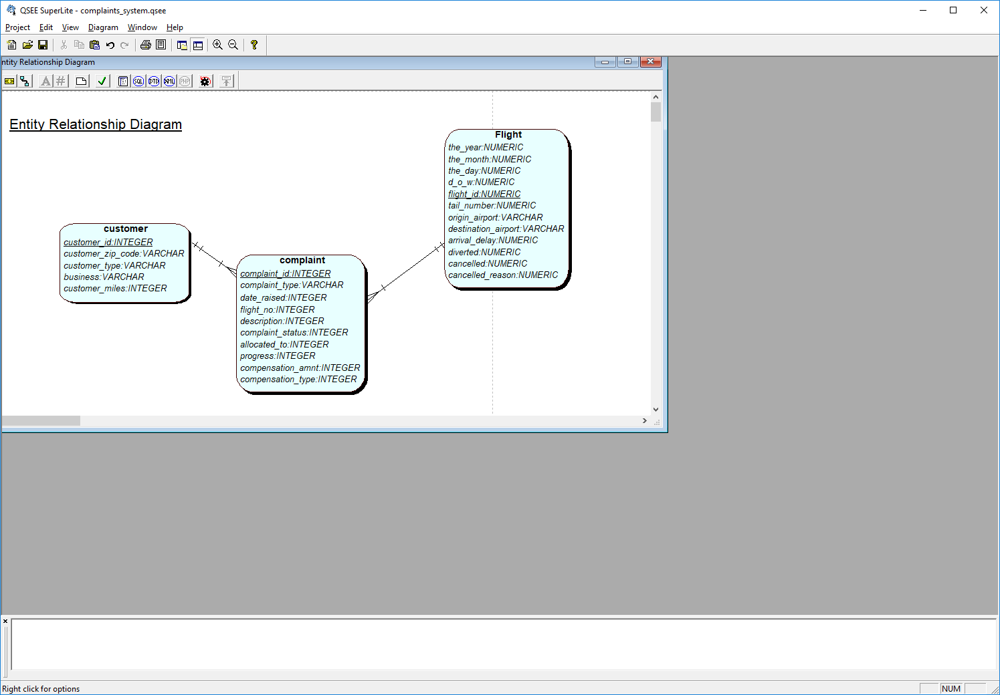 QSEE SuperLite - complaints_system.qsee
Project Edit View Diagram Window Help
ntity Relationship Diagram
A # SQL DTD XML PHP
Entity Relationship Diagram
Flight
the_year:NUMERIC
the_month:NUMERIC
the_day:NUMERIC
d_o_w:NUMERIC
flight_id:NUMERIC
tail_number:NUMERIC
origin_airport:VARCHAR
destination_airport:VARCHAR
arrival_delay:NUMERIC
diverted:NUMERIC
cancelled:NUMERIC
cancelled_reason:NUMERIC
customer
customer_id:INTEGER
customer_zip_code:VARCHAR
customer_type:VARCHAR
business:VARCHAR
customer_miles:INTEGER
complaint
complaint_id:INTEGER
complaint_type:VARCHAR
date_raised:INTEGER
flight_no:INTEGER
description:INTEGER
complaint_status:INTEGER
allocated_to:INTEGER
progress:INTEGER
compensation_amnt:INTEGER
compensation_type:INTEGER
Right click for options
NUM